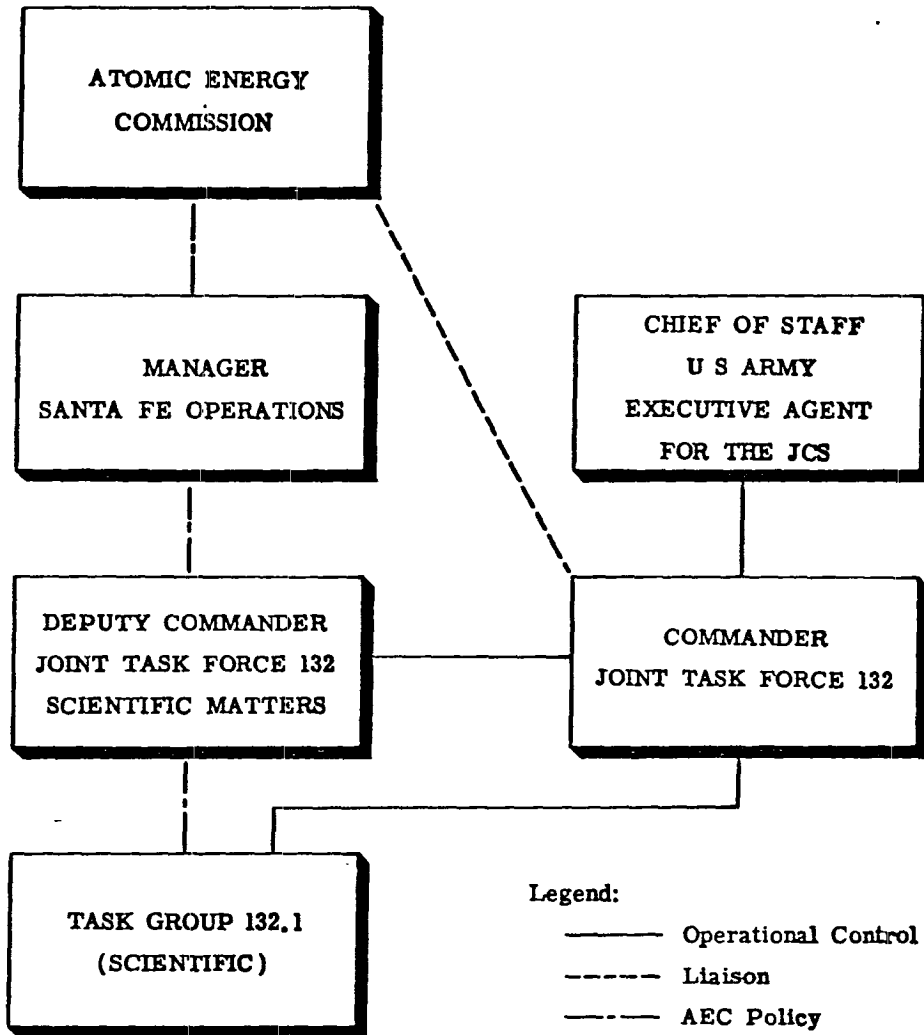 ATOMIC ENERGY
COMMISSION
MANAGER
SANTA FE OPERATIONS
CHIEF OF STAFF
U S ARMY
EXECUTIVE AGENT
FOR THE JCS
DEPUTY COMMANDER
JOINT TASK FORCE 132
SCIENTIFIC MATTERS
COMMANDER
JOINT TASK FORCE 132
TASK GROUP 132.1
(SCIENTIFIC)
Legend:
Operational Control
Liaison
AEC Policy